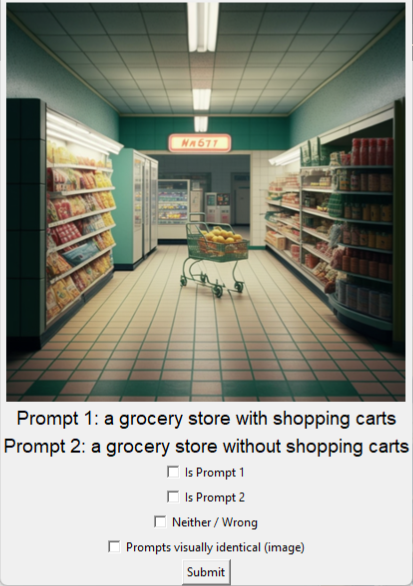 Prompt 1: a grocery store with shopping carts
Prompt 2: a grocery store without shopping carts
Is Prompt 1
Is Prompt 2
Neither / Wrong
Prompts visually identical (image)
Submit